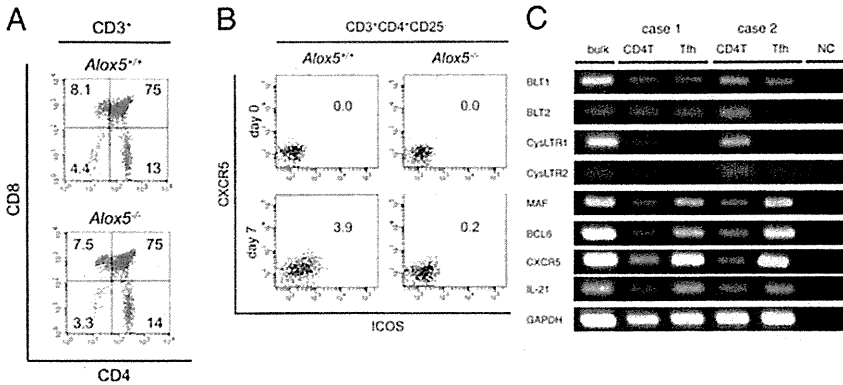 A
CD3⁺
Alox5⁺/⁺
8.1 75
4.4 13
Alox5⁻/⁻
7.5 75
3.3 14
CD8
CD4
B
CD3⁺CD4⁺CD25⁻
Alox5⁺/⁺ Alox5⁻/⁻
day 0
0.0 0.0
day 7
3.9 0.2
CXCR5
ICOS
C
case 1 case 2
bulk CD4T Tfh CD4T Tfh NC
BLT1
BLT2
CysLTR1
CysLTR2
MAF
BCL6
CXCR5
IL-21
GAPDH